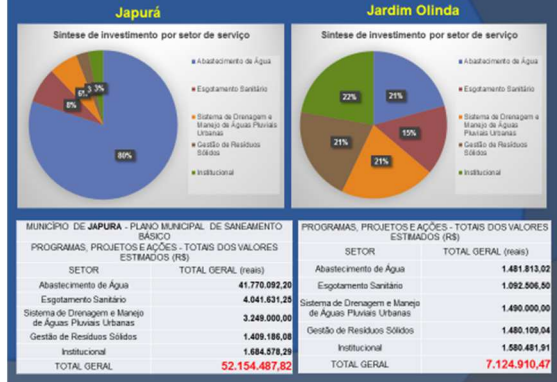 Japurá
Síntese de investimento por setor de serviço
80%
8%
6%
3%
3%
Abastecimento de Água
Esgotamento Sanitário
Sistema de Drenagem e
Manejo de Águas Pluviais
Urbanas
Gestão de Resíduos
Sólidos
Institucional
Jardim Olinda
Síntese de investimento por setor de serviço
21%
15%
21%
21%
22%
Abastecimento de Água
Esgotamento Sanitário
Sistema de Drenagem e
Manejo de Águas Pluviais
Urbanas
Gestão de Resíduos
Sólidos
Institucional
MUNICÍPIO DE JAPURA - PLANO MUNICIPAL DE SANEAMENTO
BÁSICO
PROGRAMAS, PROJETOS E AÇÕES - TOTAIS DOS VALORES
ESTIMADOS (R$)
SETOR TOTAL GERAL (reais)
Abastecimento de Água 41.770.092,20
Esgotamento Sanitário 4.041.631,25
Sistema de Drenagem e Manejo
de Águas Pluviais Urbanas 3.249.000,00
Gestão de Resíduos Sólidos 1.409.186,08
Institucional 1.684.578,29
TOTAL GERAL 52.154.487,82
PROGRAMAS, PROJETOS E AÇÕES - TOTAIS DOS VALORES
ESTIMADOS (R$)
SETOR TOTAL GERAL (reais)
Abastecimento de Água 1.481.813,02
Esgotamento Sanitário 1.092.506,50
Sistema de Drenagem e Manejo
de Águas Pluviais Urbanas 1.490.000,00
Gestão de Resíduos Sólidos 1.480.109,04
Institucional 1.580.481,91
TOTAL GERAL 7.124.910,47